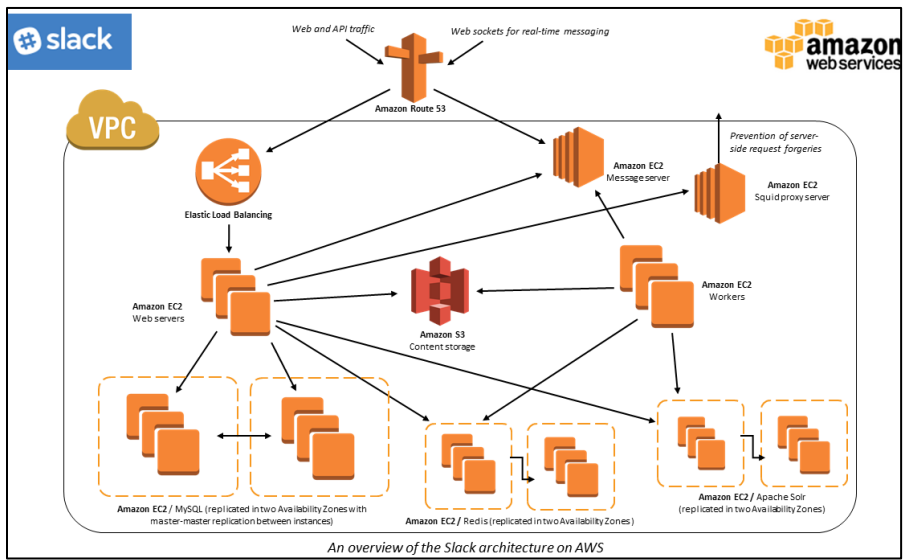 slack
Web and API traffic
Web sockets for real-time messaging
amazon
web services
Amazon Route 53
VPC
Prevention of server-
side request forgeries
Amazon EC2
Message server
Amazon EC2
Squid proxy server
Elastic Load Balancing
Amazon EC2
Web servers
Amazon S3
Content storage
Amazon EC2
Workers
Amazon EC2 / MySQL (replicated in two Availability Zones with
master-master replication between instances)
Amazon EC2 / Redis (replicated in two Availability Zones )
Amazon EC2 / Apache Solr
(replicated in two Availability Zones)
An overview of the Slack architecture on AWS